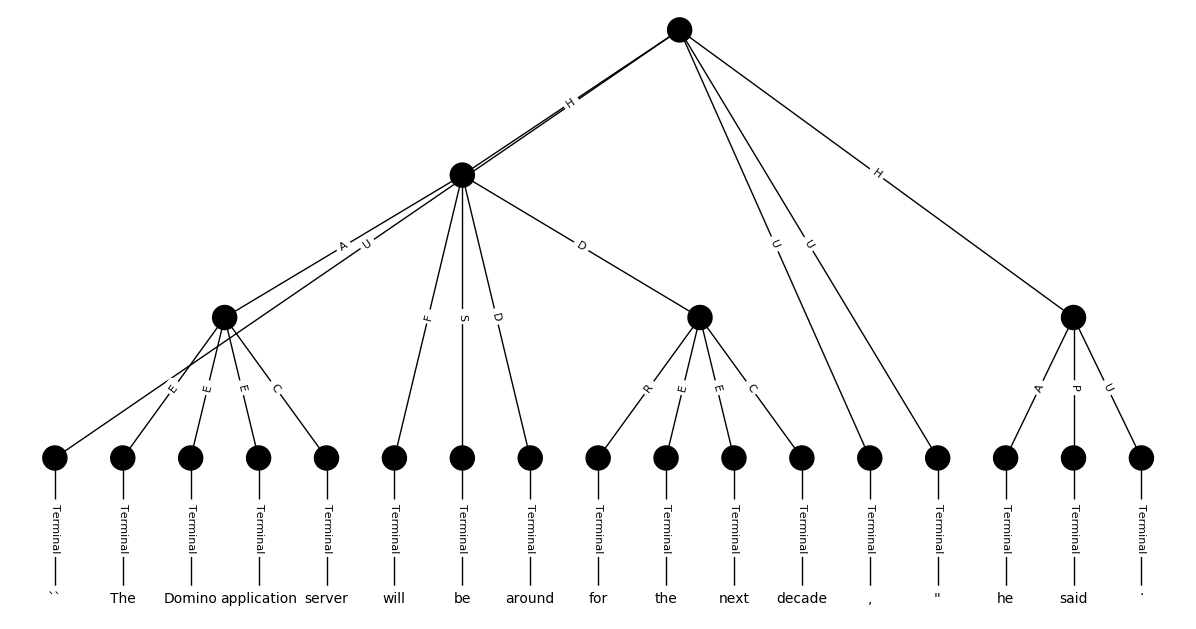 H
A U F S D D H U U
E E E C R E E C A P U
Terminal Terminal Terminal Terminal Terminal Terminal Terminal Terminal Terminal Terminal Terminal Terminal Terminal Terminal Terminal Terminal Terminal
`` The Domino application server will be around for the next decade , " he said .